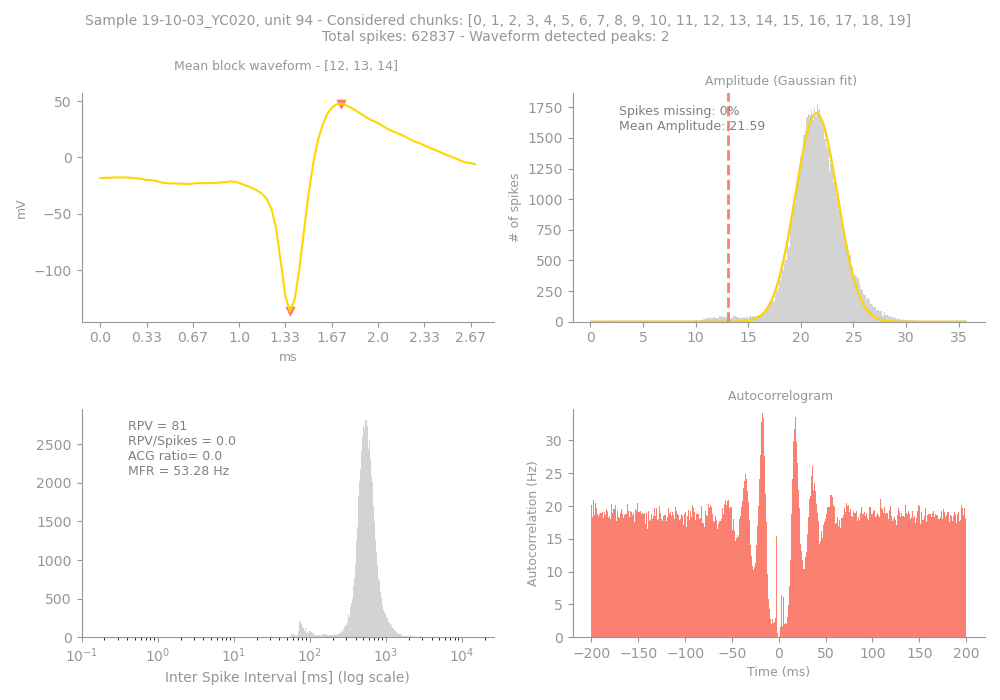 Sample 19-10-03_YC020, unit 94 - Considered chunks: [0, 1, 2, 3, 4, 5, 6, 7, 8, 9, 10, 11, 12, 13, 14, 15, 16, 17, 18, 19]
Total spikes: 62837 - Waveform detected peaks: 2
Mean block waveform - [12, 13, 14]
50
0
−50
−100
mV
0.0 0.33 0.67 1.0 1.33 1.67 2.0 2.33 2.67
ms
Amplitude (Gaussian fit)
Spikes missing: 0%
Mean Amplitude: 21.59
1750
1500
1250
1000
750
500
250
0
# of spikes
0 5 10 15 20 25 30 35
RPV = 81
RPV/Spikes = 0.0
ACG ratio= 0.0
MFR = 53.28 Hz
2500
2000
1500
1000
500
0
10⁻¹ 10⁰ 10¹ 10² 10³ 10⁴
Inter Spike Interval [ms] (log scale)
Autocorrelogram
30
25
20
15
10
5
0
Autocorrelation (Hz)
−200 −150 −100 −50 0 50 100 150 200
Time (ms)